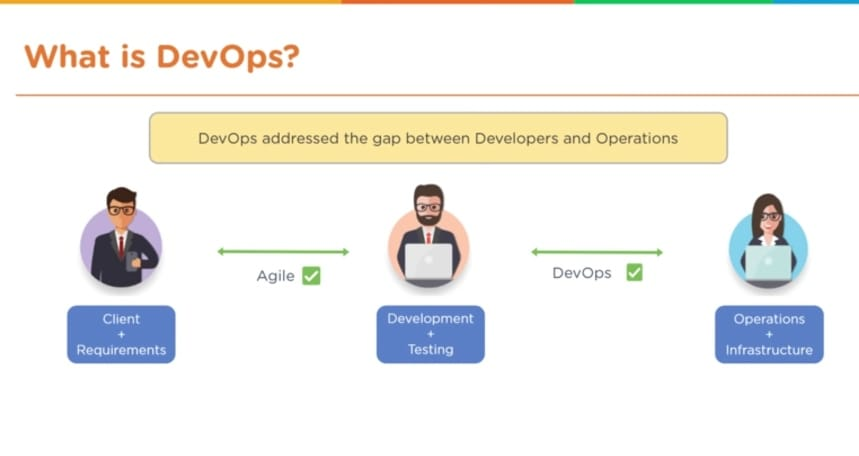 What is DevOps?
DevOps addressed the gap between Developers and Operations
Agile
DevOps
Client
+
Requirements
Development
+
Testing
Operations
+
Infrastructure